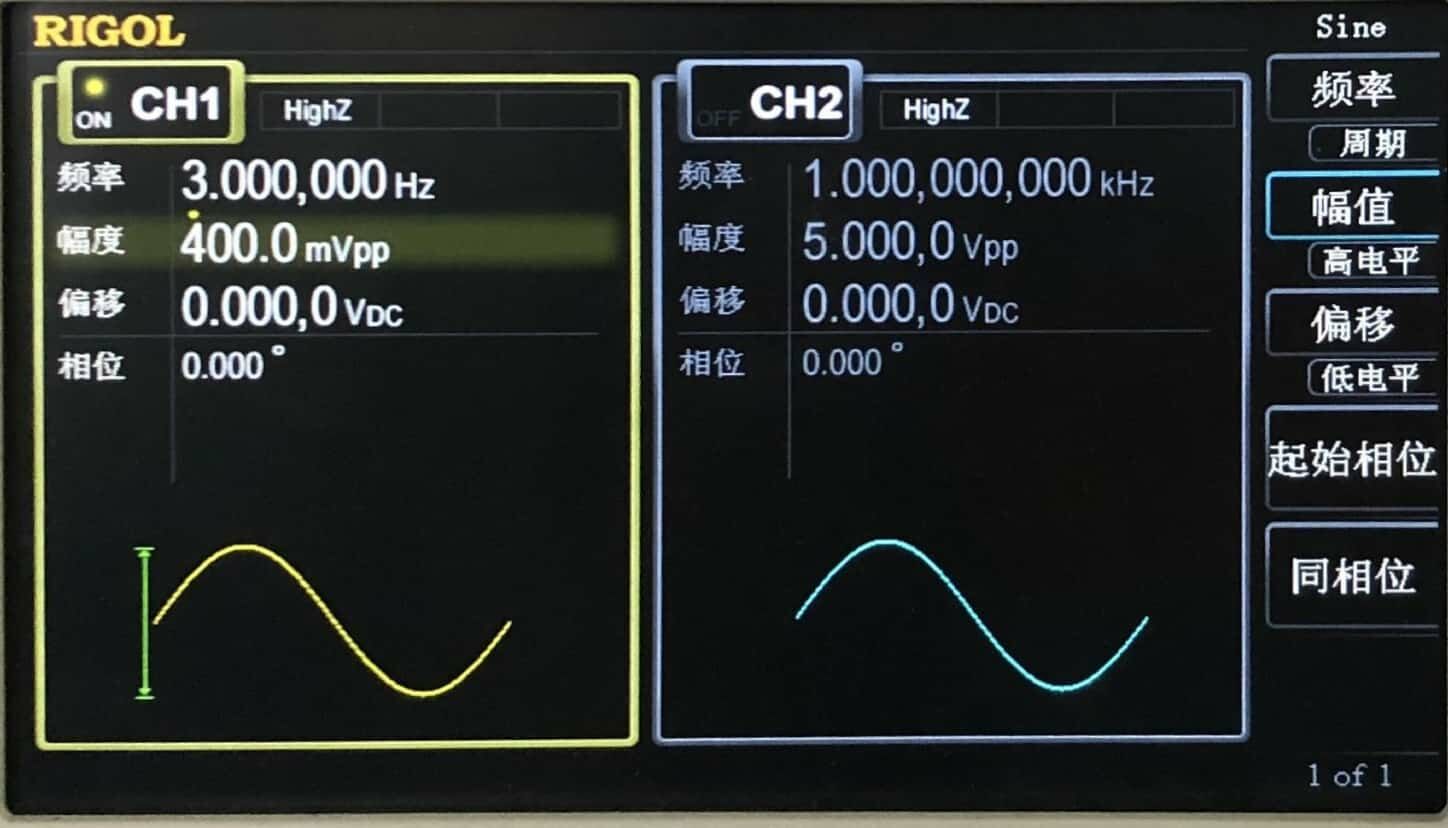 RIGOL
Sine
ON CH1 HighZ
频率 3.000,000 Hz
幅度 400.0 mVpp
偏移 0.000,0 VDC
相位 0.000 °
OFF CH2 HighZ
频率 1.000,000,000 kHz
幅度 5.000,0 Vpp
偏移 0.000,0 VDC
相位 0.000 °
频率
周期
幅值
高电平
偏移
低电平
起始相位
同相位
1 of 1